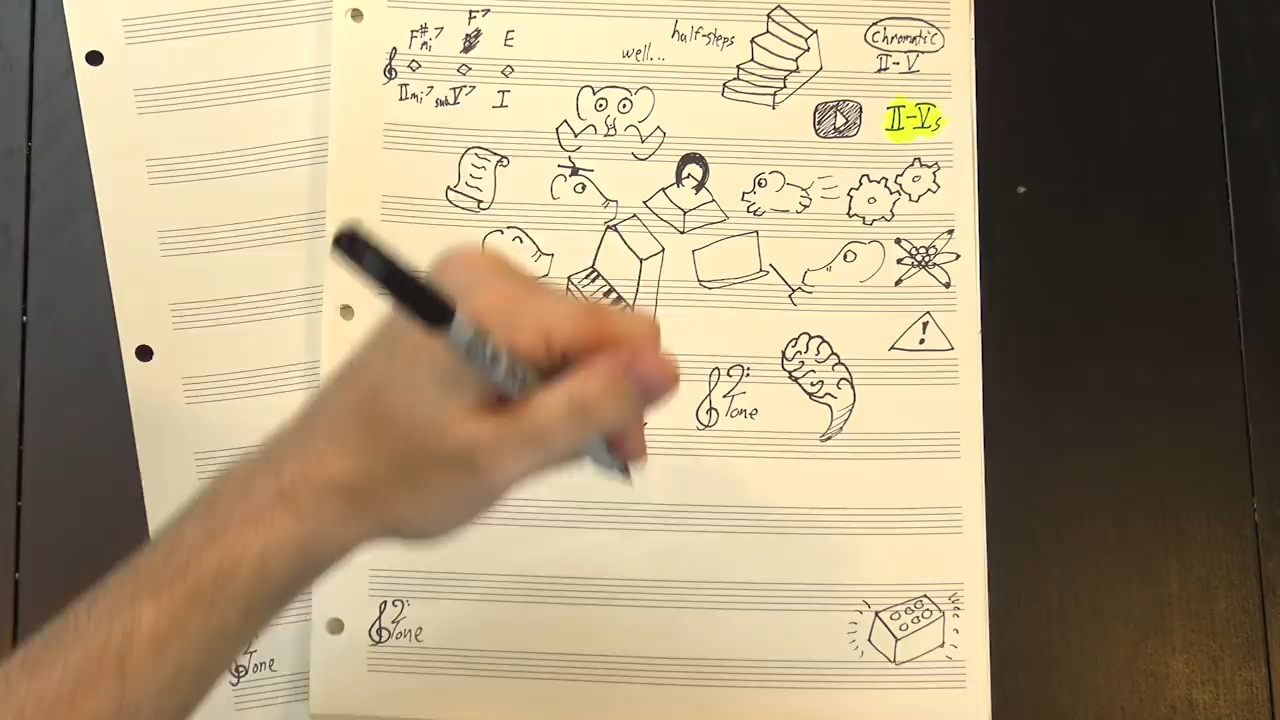 F#mi7 F7 E
IImi7 subV7 I
well... half-steps
Chromatic
II-V
II-Vs
!
Tone
Tone
Tone